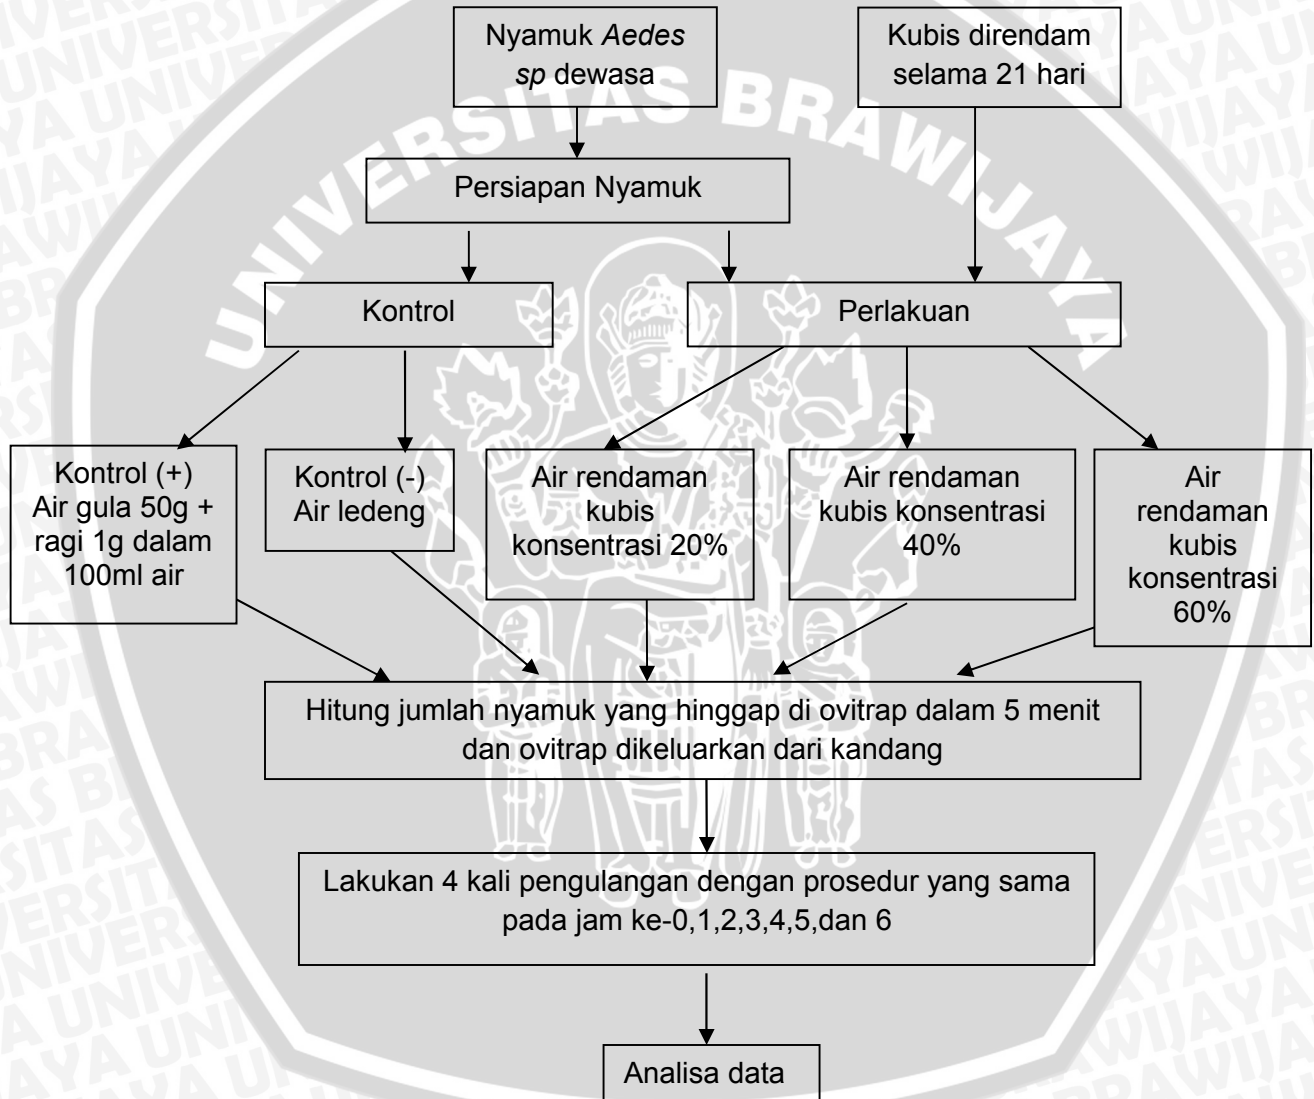 Nyamuk Aedes
sp dewasa
Kubis direndam
selama 21 hari
UNIVERSITAS BRAWIJAYA
Persiapan Nyamuk
Kontrol
Perlakuan
Kontrol (+)
Air gula 50g +
ragi 1g dalam
100ml air
Kontrol (-)
Air ledeng
Air rendaman
kubis
konsentrasi 20%
Air rendaman
kubis konsentrasi
40%
Air
rendaman
kubis
konsentrasi
60%
Hitung jumlah nyamuk yang hinggap di ovitrap dalam 5 menit
dan ovitrap dikeluarkan dari kandang
Lakukan 4 kali pengulangan dengan prosedur yang sama
pada jam ke-0,1,2,3,4,5,dan 6
Analisa data